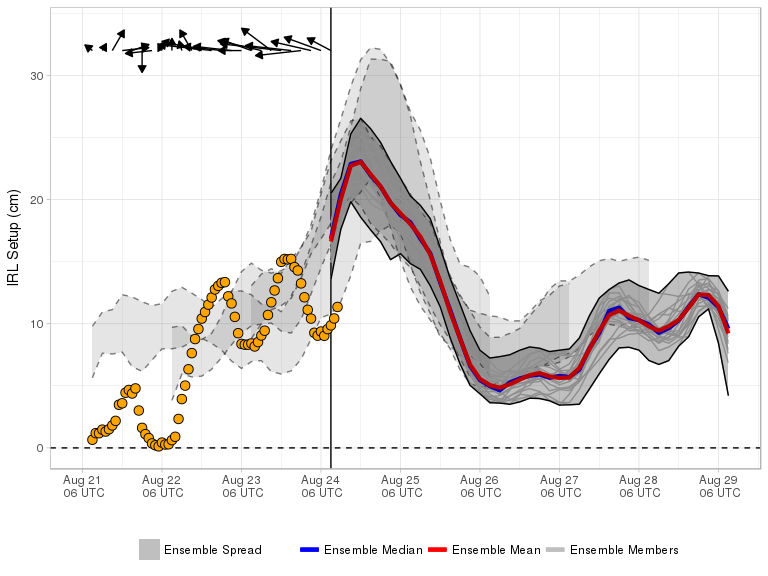 30
20
10
0
IRL Setup (cm)
Aug 21 Aug 22 Aug 23 Aug 24 Aug 25 Aug 26 Aug 27 Aug 28 Aug 29
06 UTC 06 UTC 06 UTC 06 UTC 06 UTC 06 UTC 06 UTC 06 UTC 06 UTC
Ensemble Spread Ensemble Median Ensemble Mean Ensemble Members